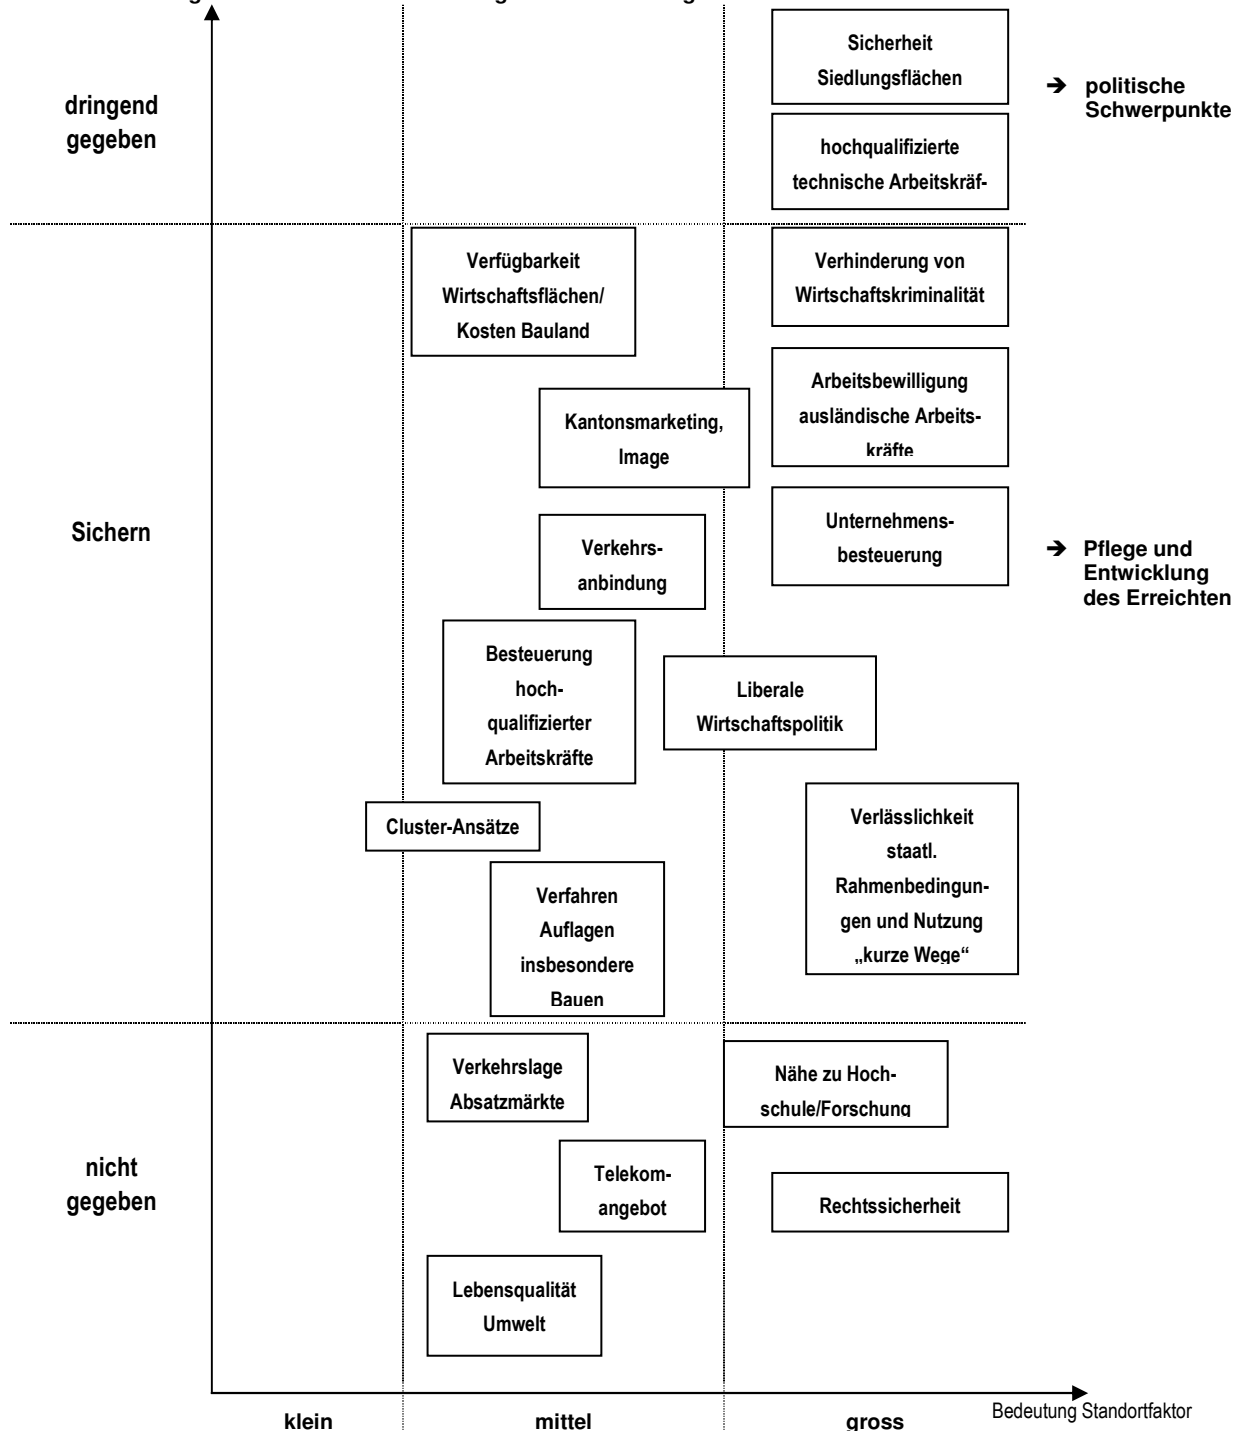 Sicherheit
Siedlungsflächen
dringend
gegeben
➔ politische
Schwerpunkte
hochqualifizierte
technische Arbeitskräf-
Verfügbarkeit
Wirtschaftsflächen/
Kosten Bauland
Verhinderung von
Wirtschaftskriminalität
Arbeitsbewilligung
ausländische Arbeits-
kräfte
Kantonsmarketing,
Image
Sichern
Unternehmens-
besteuerung
Verkehrs-
anbindung
➔ Pflege und
Entwicklung
des Erreichten
Besteuerung
hoch-
qualifizierter
Arbeitskräfte
Liberale
Wirtschaftspolitik
Cluster-Ansätze
Verlässlichkeit
staatl.
Rahmenbedingun-
gen und Nutzung
„kurze Wege“
Verfahren
Auflagen
insbesondere
Bauen
Verkehrslage
Absatzmärkte
Nähe zu Hoch-
schule/Forschung
nicht
gegeben
Telekom-
angebot
Rechtssicherheit
Lebensqualität
Umwelt
Bedeutung Standortfaktor
klein
mittel
gross